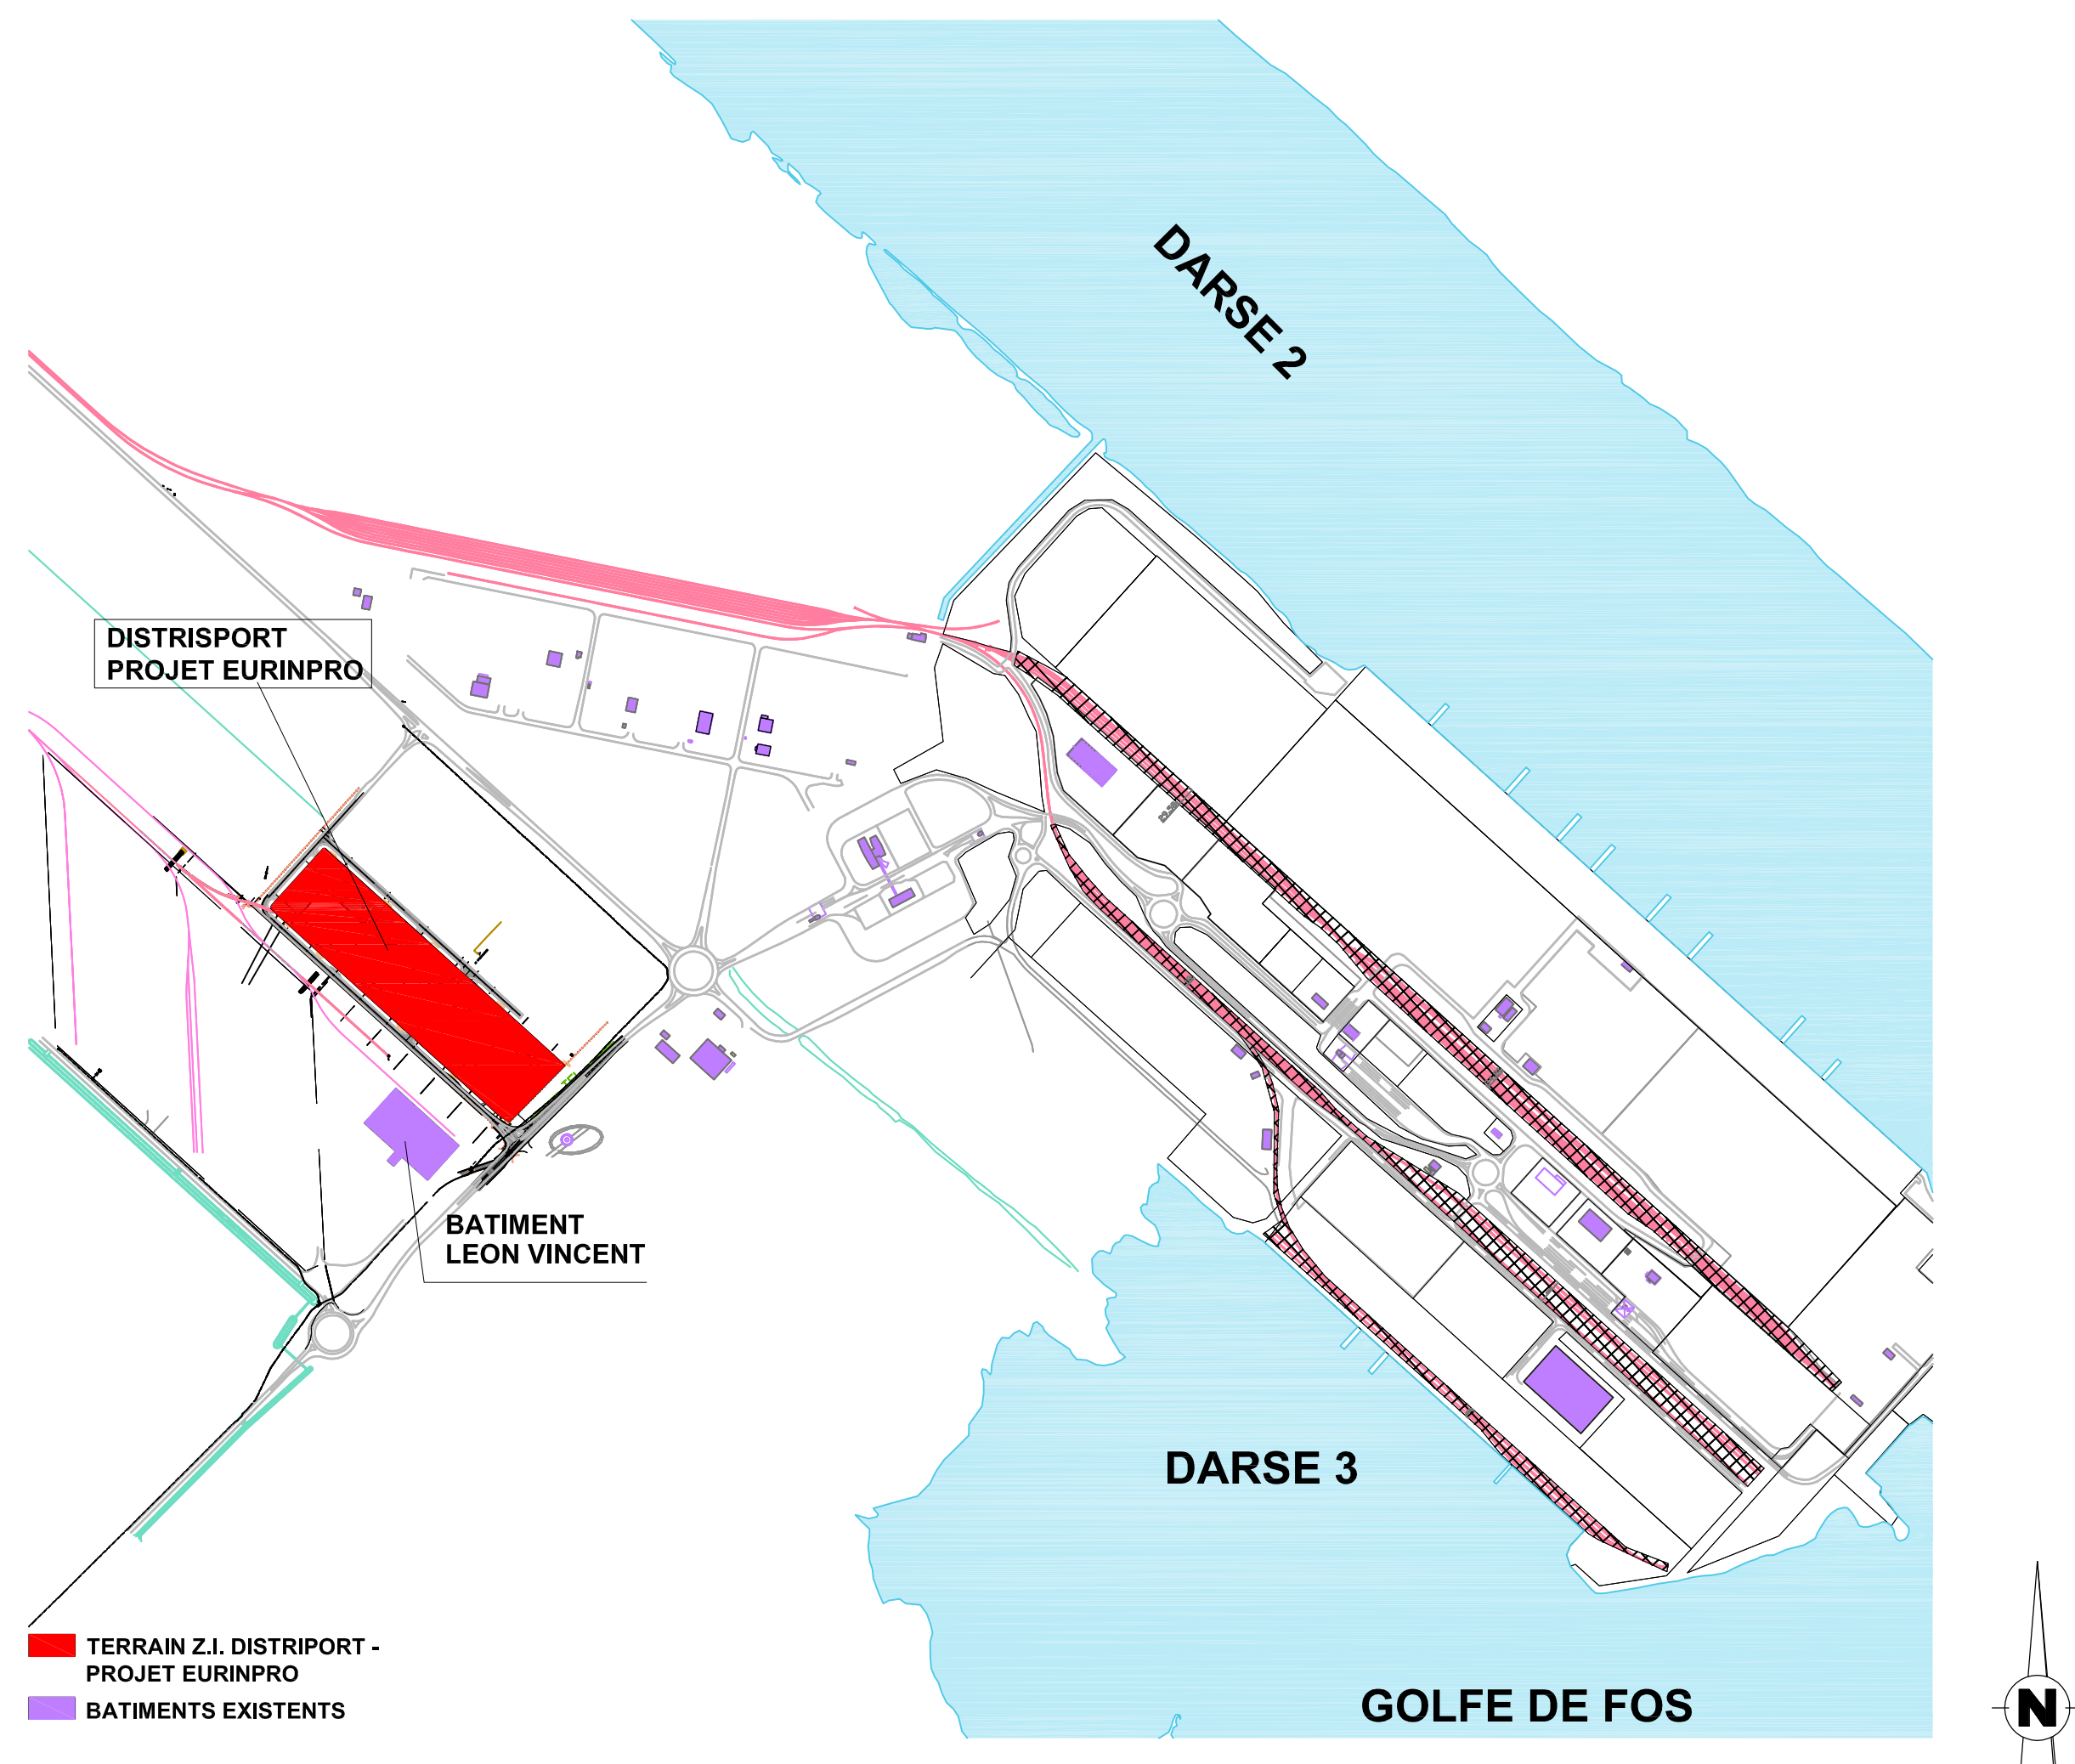 DARSE 2
DISTRISPORT
PROJET EURINPRO
BATIMENT
LEON VINCENT
DARSE 3
TERRAIN Z.I. DISTRIPORT -
PROJET EURINPRO
BATIMENTS EXISTENTS
GOLFE DE FOS
N